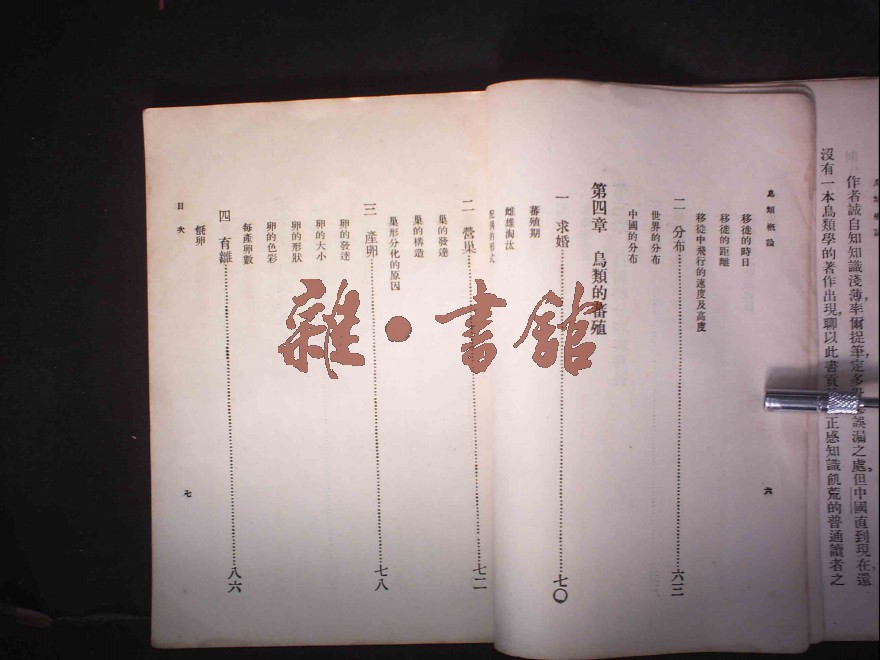 作者誠自知知識淺薄，率爾捉筆，定多
誤漏之處。但中國直到現在還
沒有一本鳥類學的著作出現，聊以此書貢
正感知識飢荒的普通讀者之
鳥類概論
六
移徙的時日
移徙的距離
移徙中飛行的速度及高度
二 分布……六三
世界的分布
中國的分布
第四章 鳥類的蕃殖
一 求婚……七〇
蕃殖期
雌雄淘汰
二 營巢……七二
巢的發達
巢的構造
巢形分化的原因
三 產卵……七八
卵的發達
卵的大小
卵的形狀
卵的色彩
每產卵數
四 育雛……八六
孵卵
目次
七
雜·書館